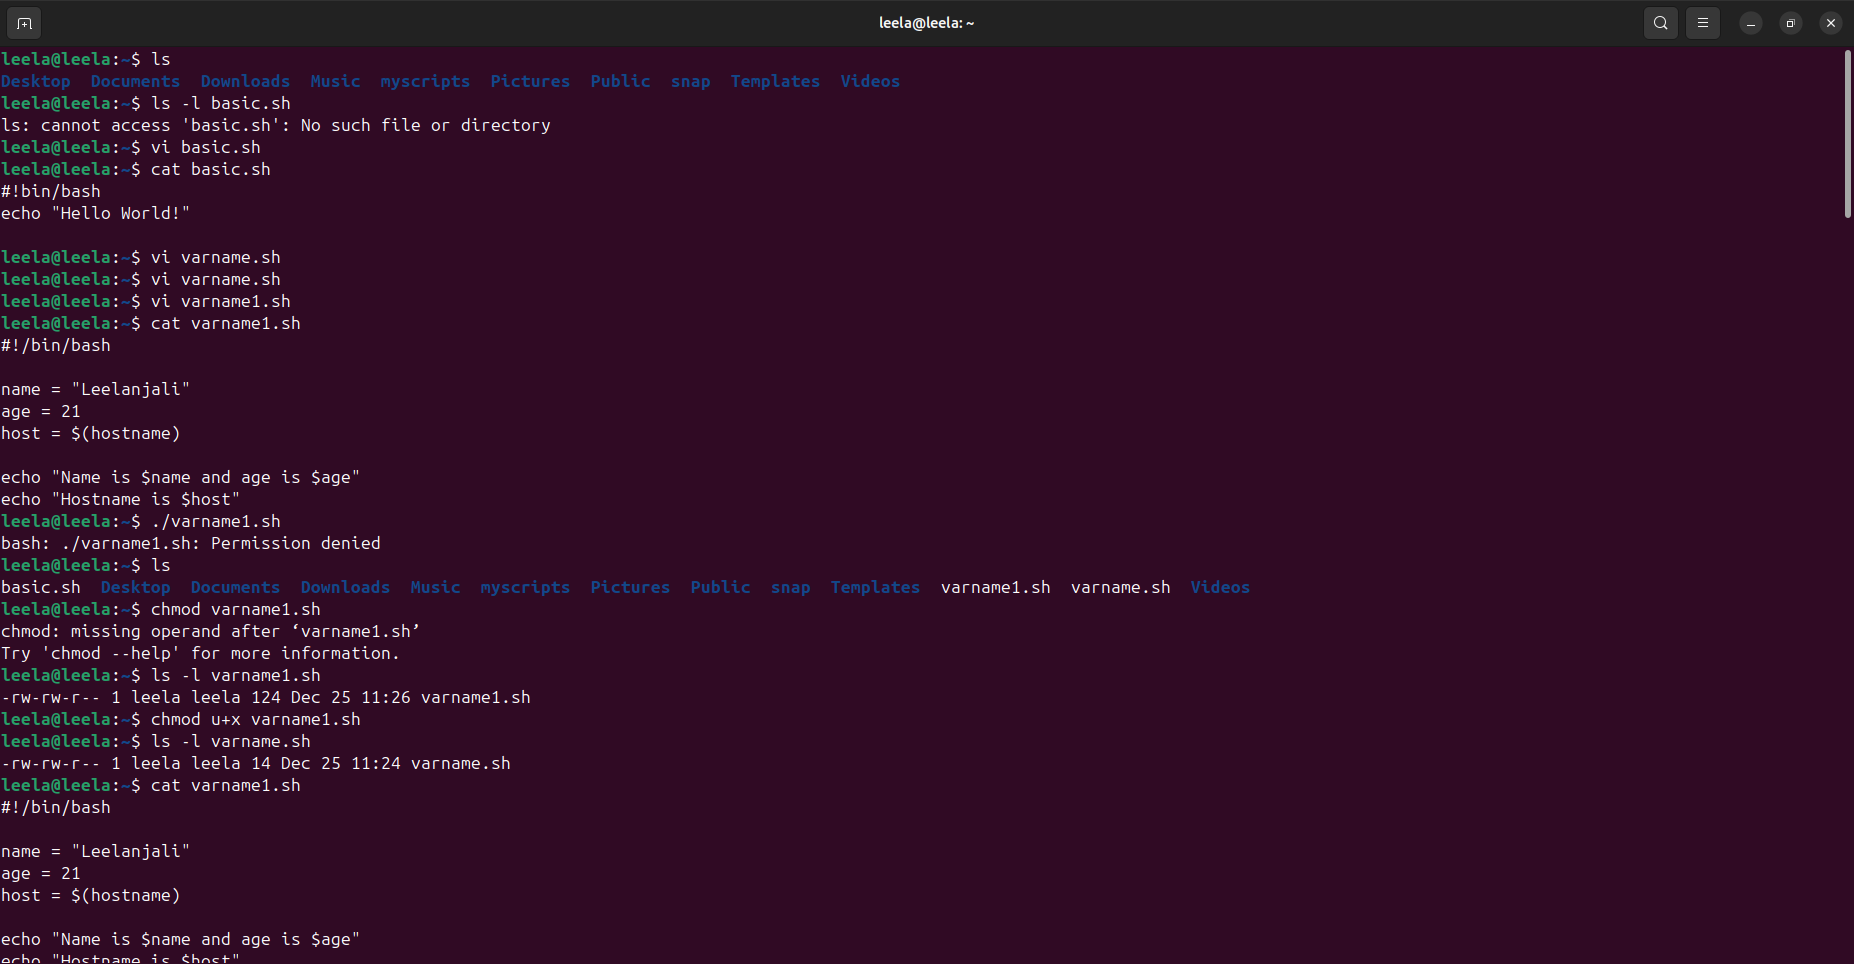 leela@leela: ~
leela@leela:~$ ls
Desktop  Documents  Downloads  Music  myscripts  Pictures  Public  snap  Templates  Videos
leela@leela:~$ ls -l basic.sh
ls: cannot access 'basic.sh': No such file or directory
leela@leela:~$ vi basic.sh
leela@leela:~$ cat basic.sh
#!bin/bash
echo "Hello World!"

leela@leela:~$ vi varname.sh
leela@leela:~$ vi varname.sh
leela@leela:~$ vi varname1.sh
leela@leela:~$ cat varname1.sh
#!/bin/bash

name = "Leelanjali"
age = 21
host = $(hostname)

echo "Name is $name and age is $age"
echo "Hostname is $host"
leela@leela:~$ ./varname1.sh
bash: ./varname1.sh: Permission denied
leela@leela:~$ ls
basic.sh  Desktop  Documents  Downloads  Music  myscripts  Pictures  Public  snap  Templates  varname1.sh  varname.sh  Videos
leela@leela:~$ chmod varname1.sh
chmod: missing operand after ‘varname1.sh’
Try 'chmod --help' for more information.
leela@leela:~$ ls -l varname1.sh
-rw-rw-r-- 1 leela leela 124 Dec 25 11:26 varname1.sh
leela@leela:~$ chmod u+x varname1.sh
leela@leela:~$ ls -l varname.sh
-rw-rw-r-- 1 leela leela 14 Dec 25 11:24 varname.sh
leela@leela:~$ cat varname1.sh
#!/bin/bash

name = "Leelanjali"
age = 21
host = $(hostname)

echo "Name is $name and age is $age"
echo "Hostname is $host"